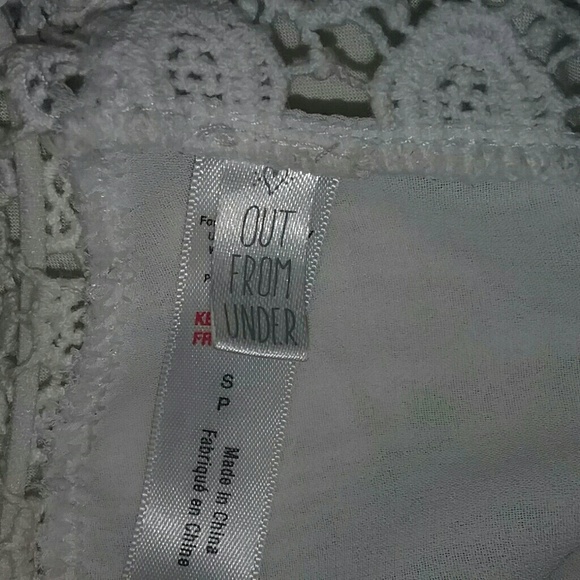 OUT
FROM
UNDER
S
P
Made In China
Fabriqué en Chine